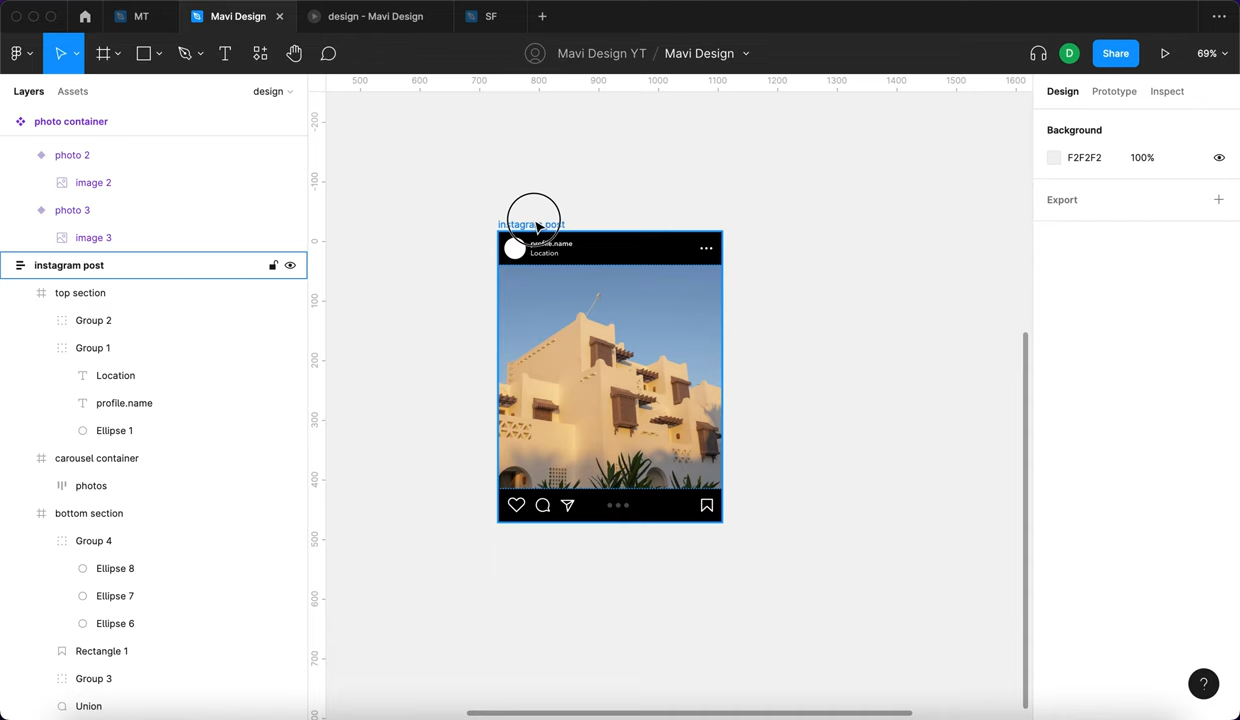 MT
Mavi Design
design - Mavi Design
SF
Mavi Design YT / Mavi Design
D
Share
69%
Layers
Assets
design
500
600
700
800
900
1000
1100
1200
1300
1400
1500
1600
Design
Prototype
Inspect
photo container
Background
F2F2F2
100%
Export
photo 2
image 2
photo 3
image 3
instagram post
top section
Group 2
Group 1
Location
profile.name
Ellipse 1
carousel container
photos
bottom section
Group 4
Ellipse 8
Ellipse 7
Ellipse 6
Rectangle 1
Group 3
Union
-200
-100
0
100
200
300
400
500
600
700
instagram post
profile.name
Location
?